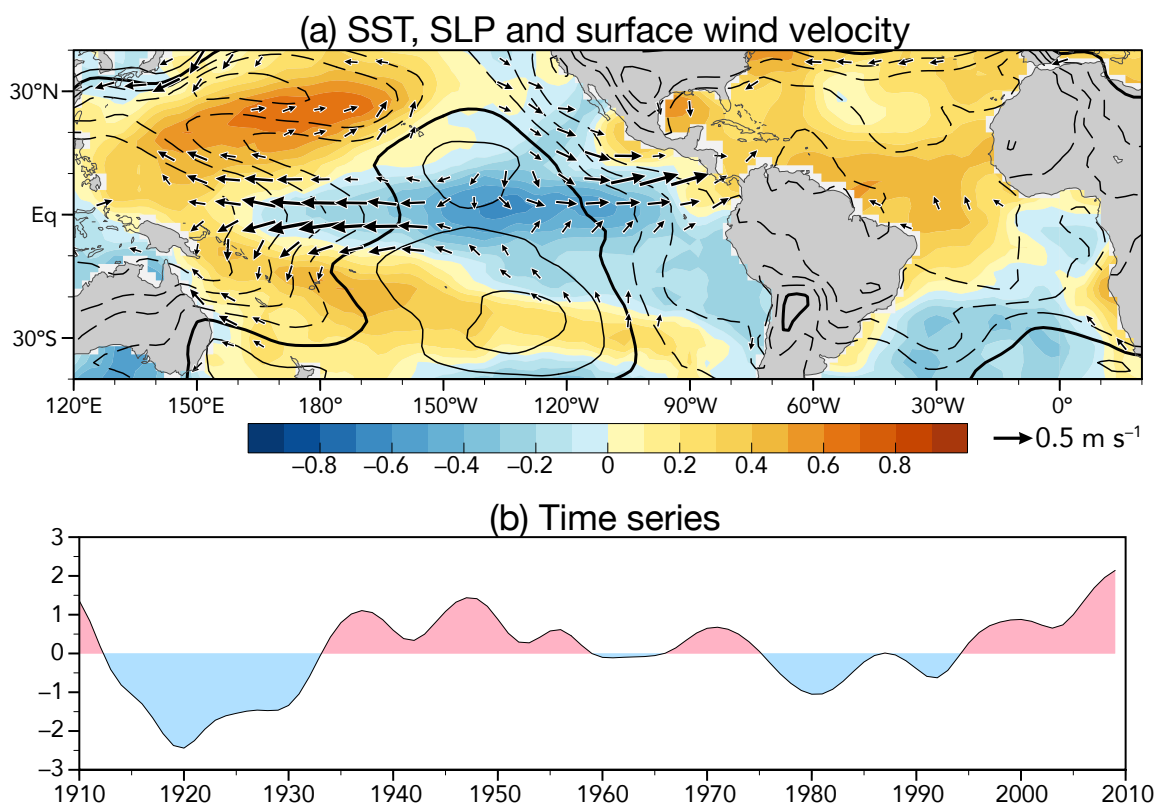 (a) SST, SLP and surface wind velocity
30°N
Eq
30°S
120°E 150°E 180° 150°W 120°W 90°W 60°W 30°W 0°
−0.8 −0.6 −0.4 −0.2 0 0.2 0.4 0.6 0.8
0.5 m s⁻¹
(b) Time series
3
2
1
0
−1
−2
−3
1910 1920 1930 1940 1950 1960 1970 1980 1990 2000 2010